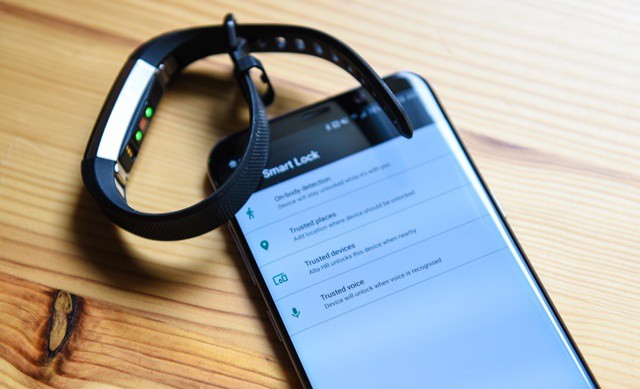 Smart Lock
On-body detection
Device will stay unlocked while it's with you
Trusted places
Add location where device should be unlocked
Trusted devices
Alta HR unlocks this device when nearby
Trusted voice
Device will unlock when voice is recognised